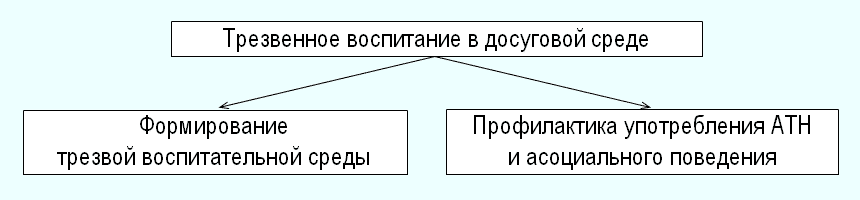 Трезвенное воспитание в досуговой среде
Формирование
трезвой воспитательной среды
Профилактика употребления АТН
и асоциального поведения